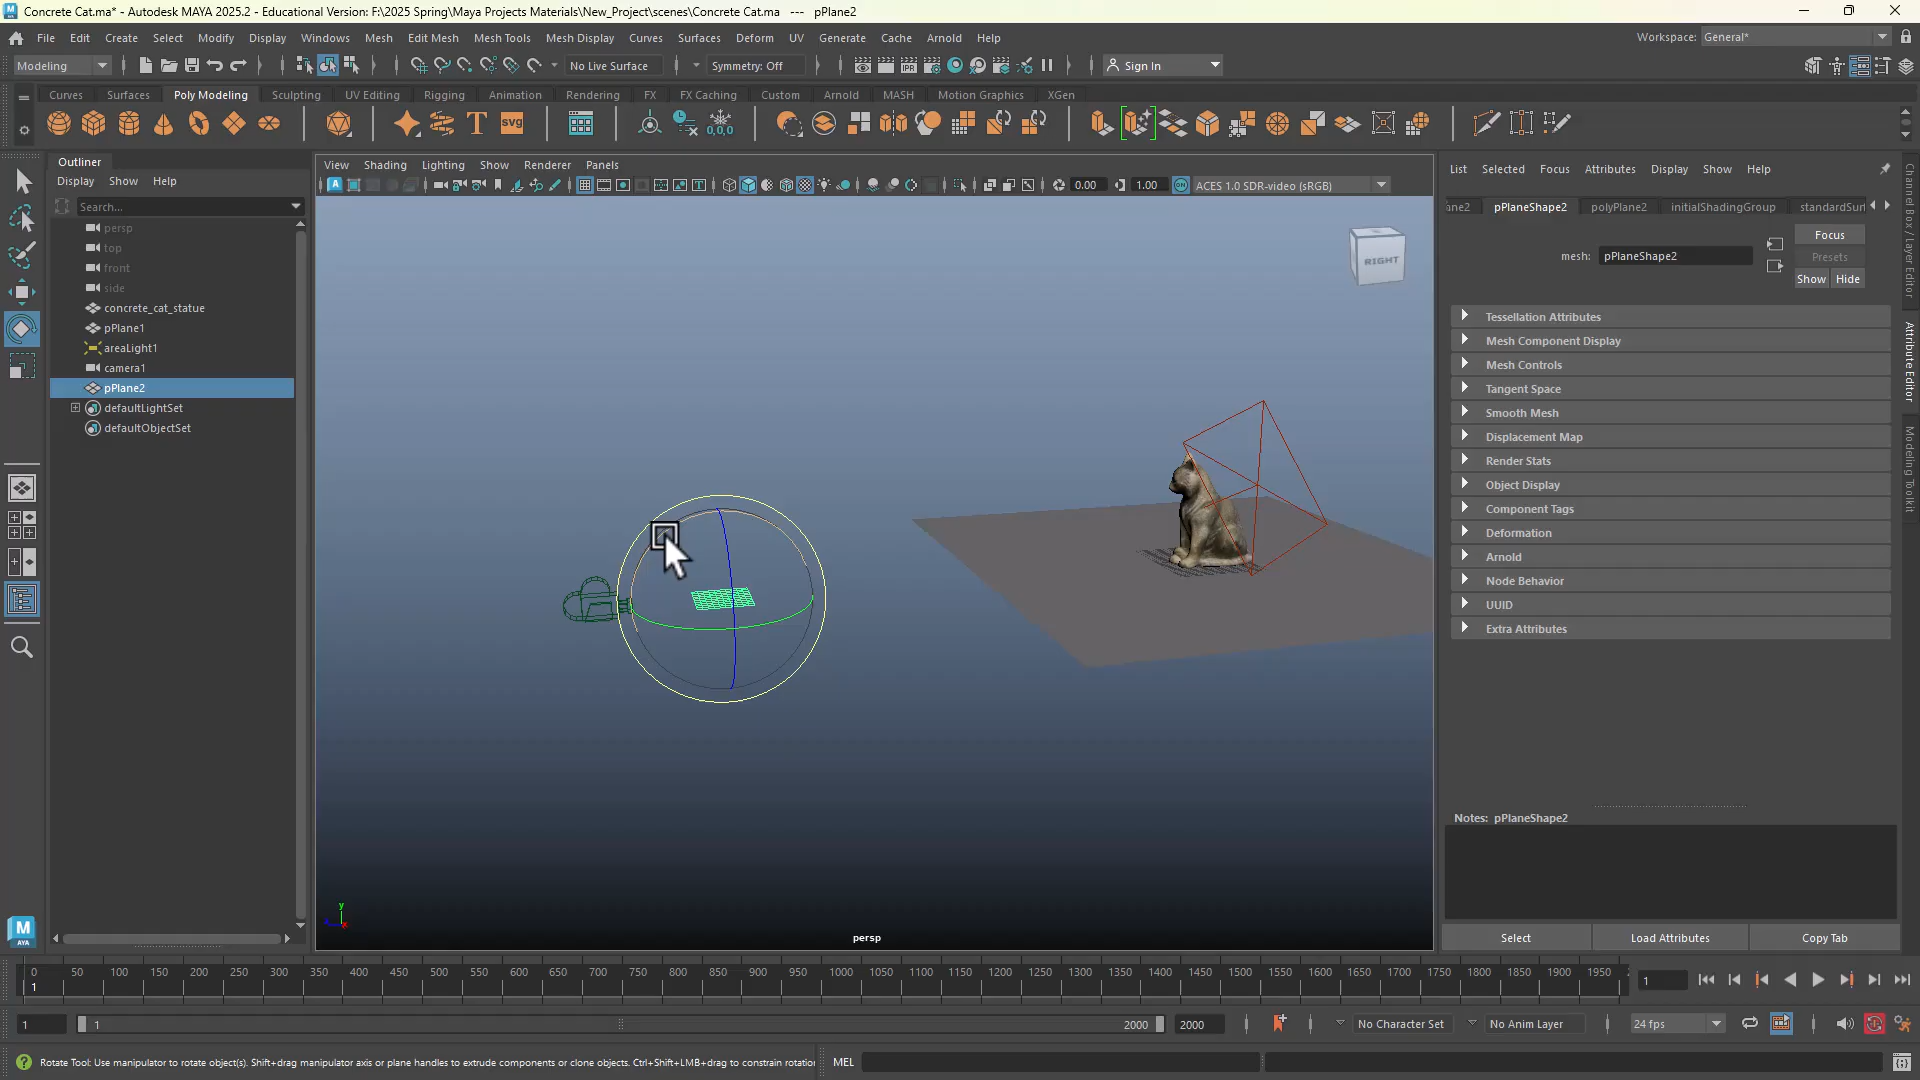 Concrete Cat.ma* - Autodesk MAYA 2025.2 - Educational Version: F:\2025 Spring\Maya Projects Materials\New_Project\scenes\Concrete Cat.ma   ---   pPlane2
File Edit Create Select Modify Display Windows Mesh Edit Mesh Mesh Tools Mesh Display Curves Surfaces Deform UV Generate Cache Arnold Help Workspace: General*
Modeling No Live Surface Symmetry: Off IPR Sign In
Curves Surfaces Poly Modeling Sculpting UV Editing Rigging Animation Rendering FX FX Caching Custom Arnold MASH Motion Graphics XGen
T SVG 0,0,0
Outliner
Display Show Help
Search...
persp
top
front
side
concrete_cat_statue
pPlane1
areaLight1
camera1
pPlane2
defaultLightSet
defaultObjectSet
View Shading Lighting Show Renderer Panels
0.00 1.00 ON ACES 1.0 SDR-video (sRGB)
RIGHT
y
persp
List Selected Focus Attributes Display Show Help
ane2 pPlaneShape2 polyPlane2 initialShadingGroup standardSurf
mesh: pPlaneShape2
Focus
Presets
Show Hide
Tessellation Attributes
Mesh Component Display
Mesh Controls
Tangent Space
Smooth Mesh
Displacement Map
Render Stats
Object Display
Component Tags
Deformation
Arnold
Node Behavior
UUID
Extra Attributes
Notes: pPlaneShape2
Select Load Attributes Copy Tab
Channel Box / Layer Editor
Attribute Editor
Modeling Toolkit
M
AYA
0 50 100 150 200 250 300 350 400 450 500 550 600 650 700 750 800 850 900 950 1000 1050 1100 1150 1200 1250 1300 1350 1400 1450 1500 1550 1600 1650 1700 1750 1800 1850 1900 1950
1
1
1 1 2000 2000 No Character Set No Anim Layer 24 fps
Rotate Tool: Use manipulator to rotate object(s). Shift+drag manipulator axis or plane handles to extrude components or clone objects. Ctrl+Shift+LMB+drag to constrain rotatio
MEL